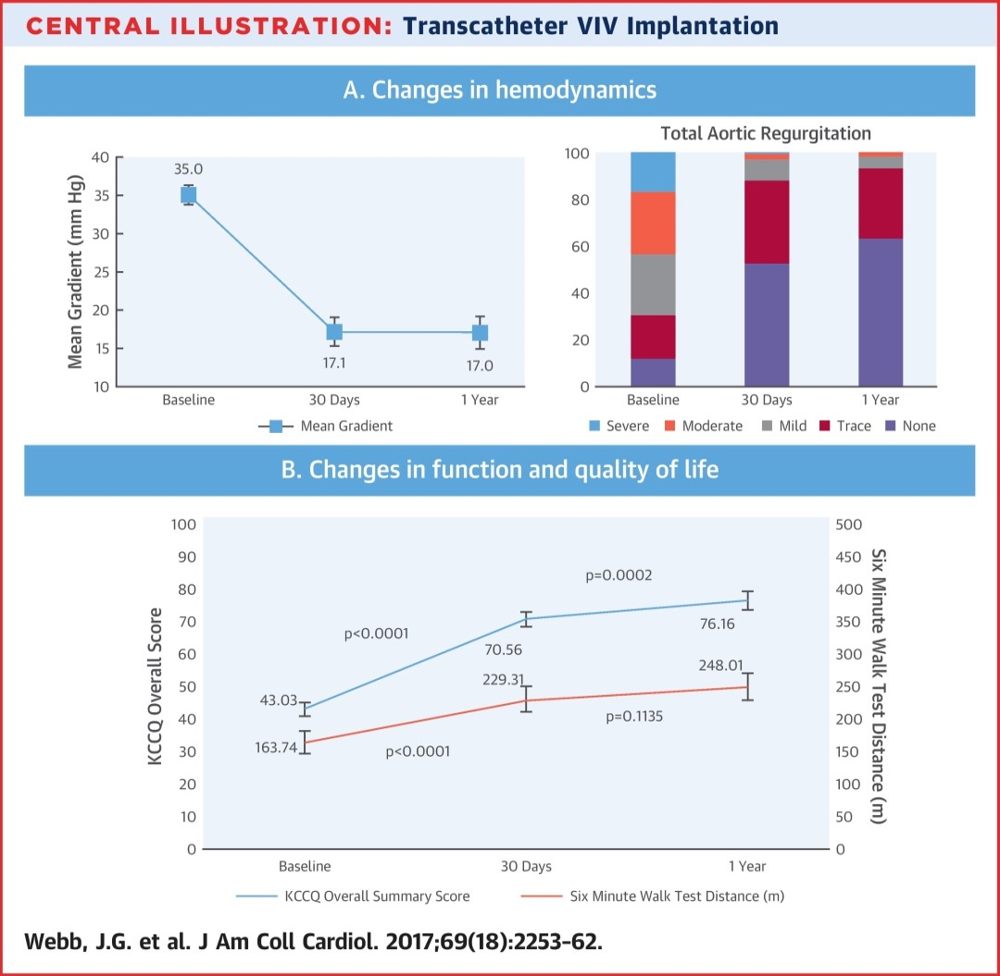 CENTRAL ILLUSTRATION: Transcatheter VIV Implantation
A. Changes in hemodynamics
Mean Gradient (mm Hg)
40
35
30
25
20
15
10
35.0
17.1
17.0
Baseline 30 Days 1 Year
Mean Gradient
Total Aortic Regurgitation
100
80
60
40
20
0
Baseline 30 Days 1 Year
Severe Moderate Mild Trace None
B. Changes in function and quality of life
KCCQ Overall Score
100
90
80
70
60
50
40
30
20
10
0
p=0.0002
p<0.0001
76.16
70.56
248.01
229.31
43.03
p=0.1135
163.74
p<0.0001
500
450
400
350
300
250
200
150
100
50
0
Six Minute Walk Test Distance (m)
Baseline 30 Days 1 Year
KCCQ Overall Summary Score Six Minute Walk Test Distance (m)
Webb, J.G. et al. J Am Coll Cardiol. 2017;69(18):2253–62.